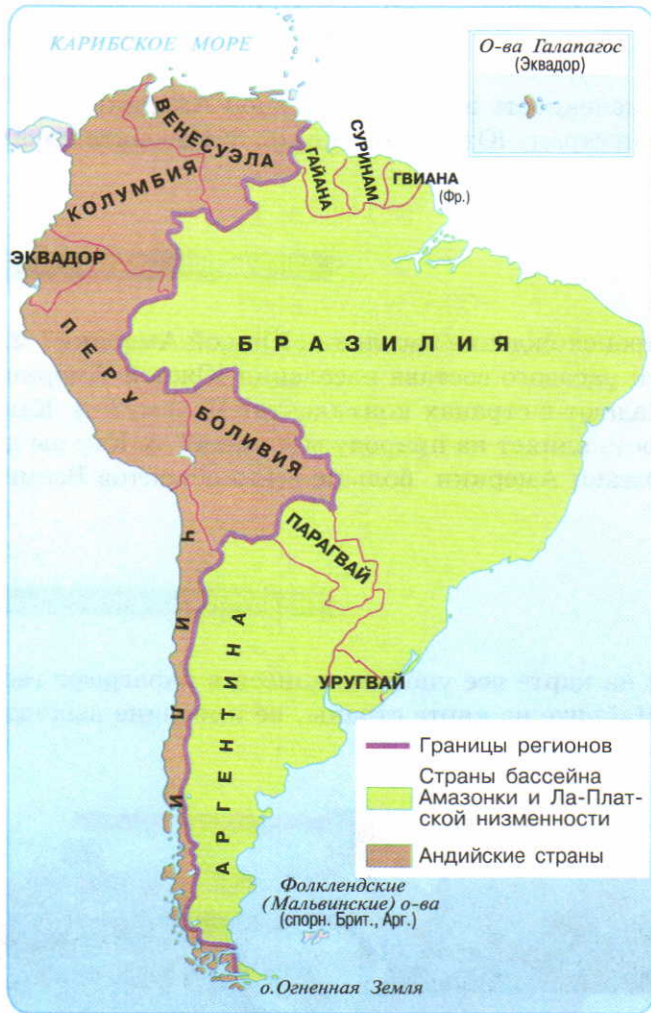 КАРИБСКОЕ МОРЕ
О-ва Галапагос
(Эквадор)
ВЕНЕСУЭЛА
ГАЙАНА
СУРИНАМ
ГВИАНА
(Фр.)
КОЛУМБИЯ
ЭКВАДОР
ПЕРУ
БРАЗИЛИЯ
БОЛИВИЯ
ПАРАГВАЙ
ЧИЛИ
АРГЕНТИНА
УРУГВАЙ
Границы регионов
Страны бассейна
Амазонки и Ла-Плат-
ской низменности
Андийские страны
Фолклендские
(Мальвинские) о-ва
(спорн. Брит., Арг.)
о.Огненная Земля